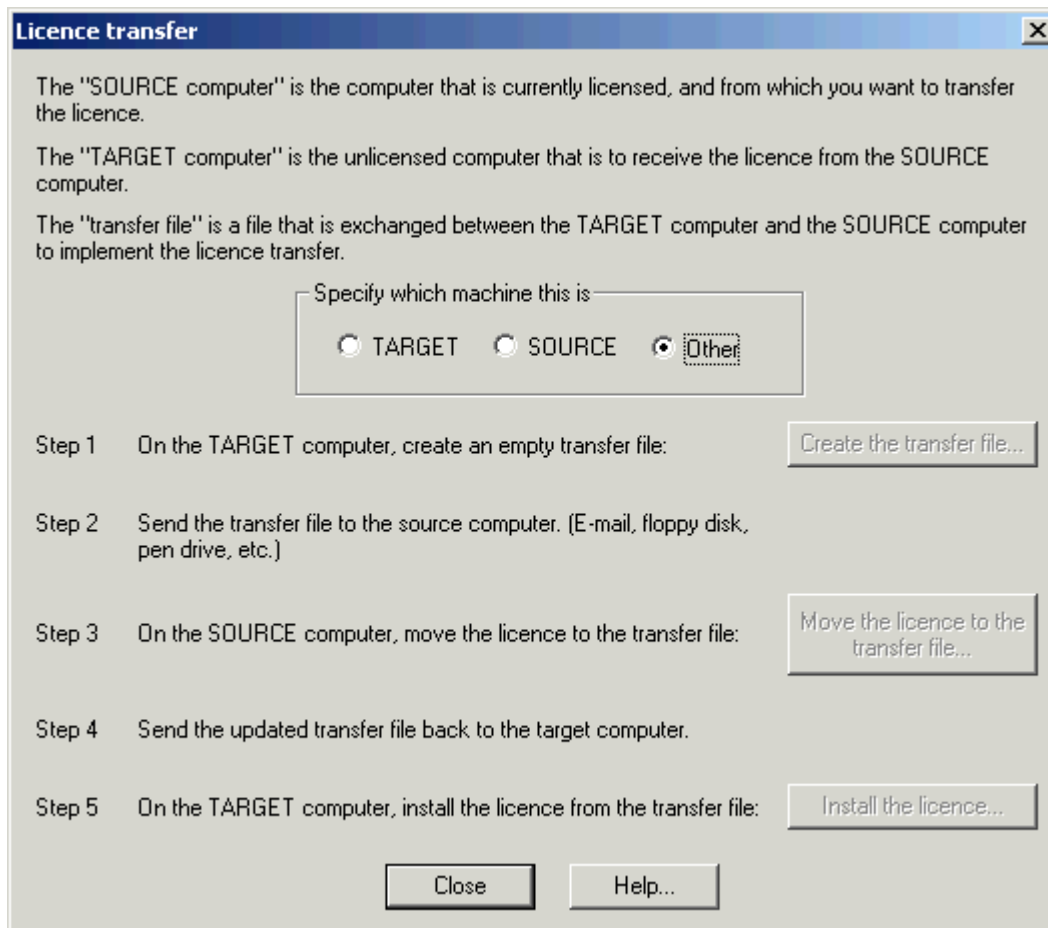 Licence transfer
The "SOURCE computer" is the computer that is currently licensed, and from which you want to transfer
the licence.
The "TARGET computer" is the unlicensed computer that is to receive the licence from the SOURCE
computer.
The "transfer file" is a file that is exchanged between the TARGET computer and the SOURCE computer
to implement the licence transfer.
Specify which machine this is
TARGET SOURCE Other
Step 1 On the TARGET computer, create an empty transfer file: Create the transfer file...
Step 2 Send the transfer file to the source computer. (E-mail, floppy disk,
pen drive, etc.)
Step 3 On the SOURCE computer, move the licence to the transfer file: Move the licence to the
transfer file...
Step 4 Send the updated transfer file back to the target computer.
Step 5 On the TARGET computer, install the licence from the transfer file: Install the licence...
Close Help...